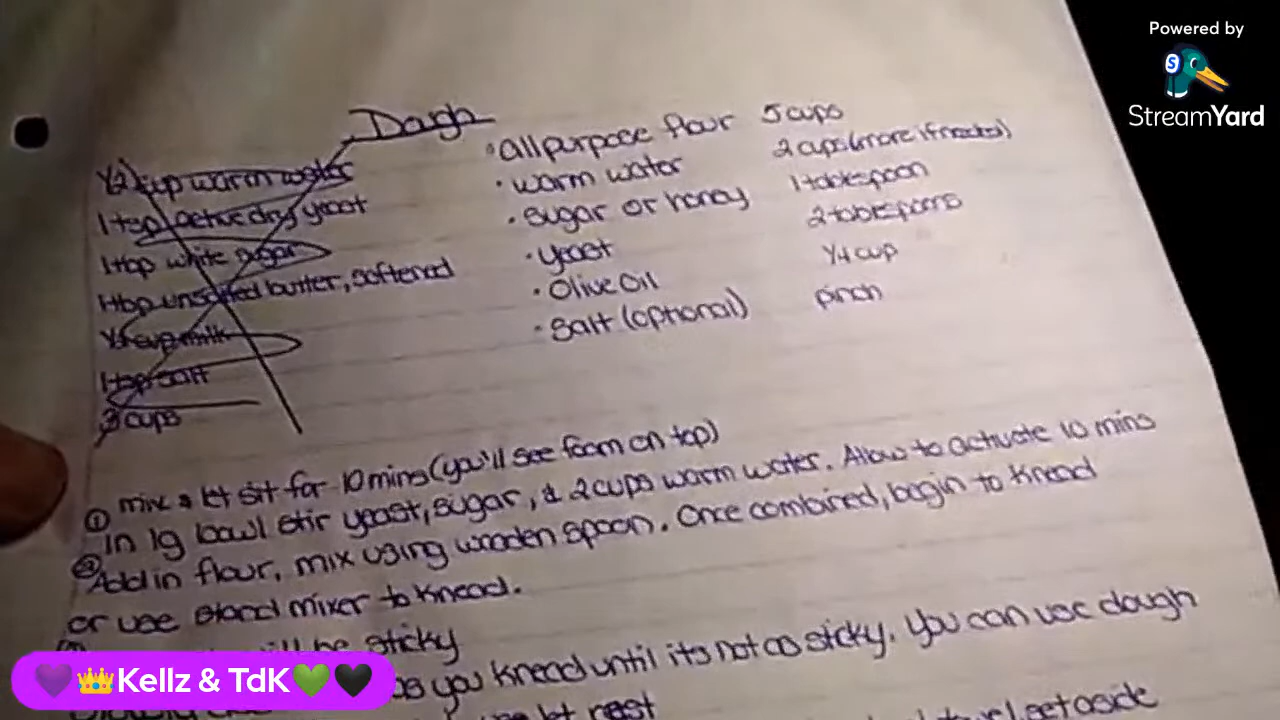 Powered by
StreamYard
Dough
1/2 cup warm water
1 tsp active dry yeast
1 tbp white sugar
1 tbp unsalted butter, softened
1/3 cup milk
1 tsp salt
3 cups
• all purpose flour 5 cups
• warm water 2 cups (more if needed)
• sugar or honey 1 tablespoon
• yeast 2 tablespoons
• Olive Oil 1/4 cup
• Salt (optional) pinch
mix & let sit for 10 mins (you'll see foam on top)
① In lg bowl stir yeast, sugar, & 2 cups warm water. Allow to activate 10 mins
② Add in flour, mix using wooden spoon. Once combined, begin to knead
or use stand mixer to knead.
will be sticky
as you knead until its not as sticky. You can use dough
let rest
set aside
💜👑Kellz & TdK💚🖤